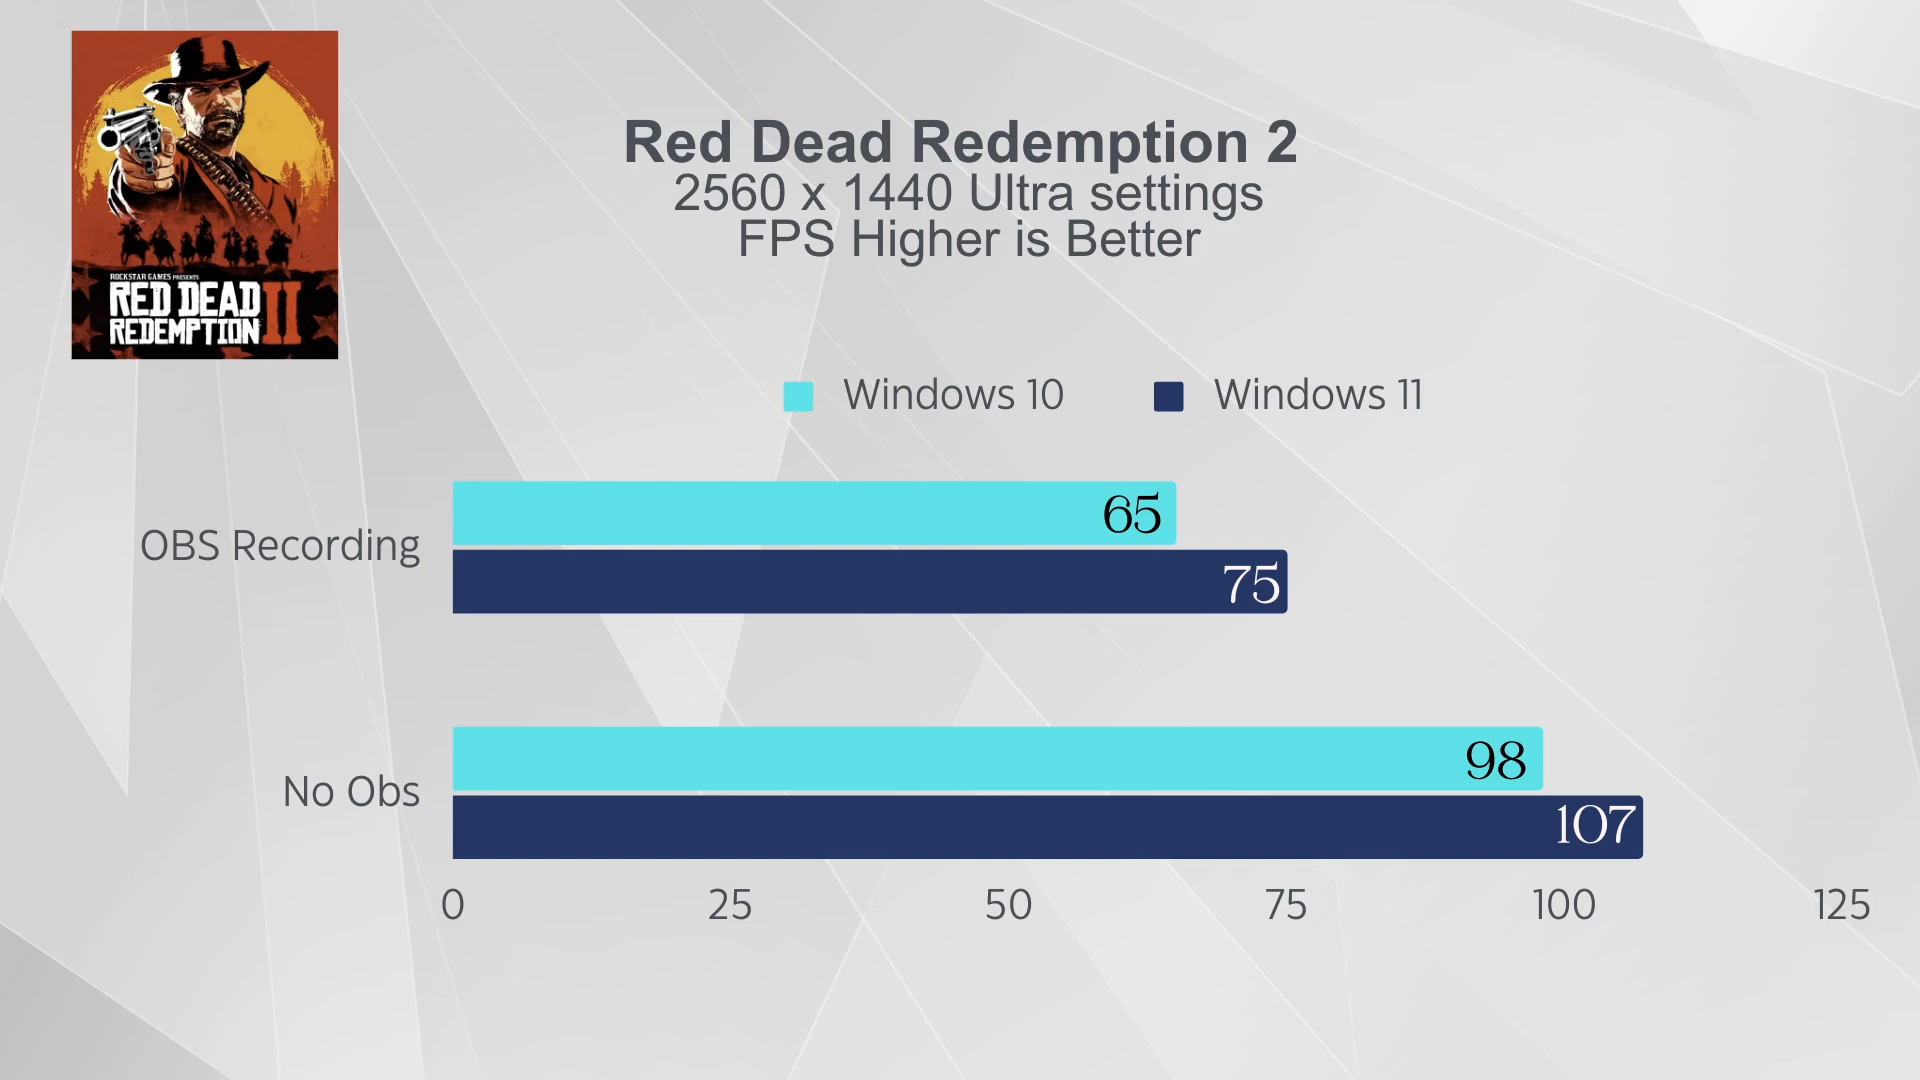 ROCKSTAR GAMES PRESENTS
RED DEAD
REDEMPTION II
Red Dead Redemption 2
2560 x 1440 Ultra settings
FPS Higher is Better
Windows 10 Windows 11
OBS Recording
65
75
No Obs
98
107
0 25 50 75 100 125